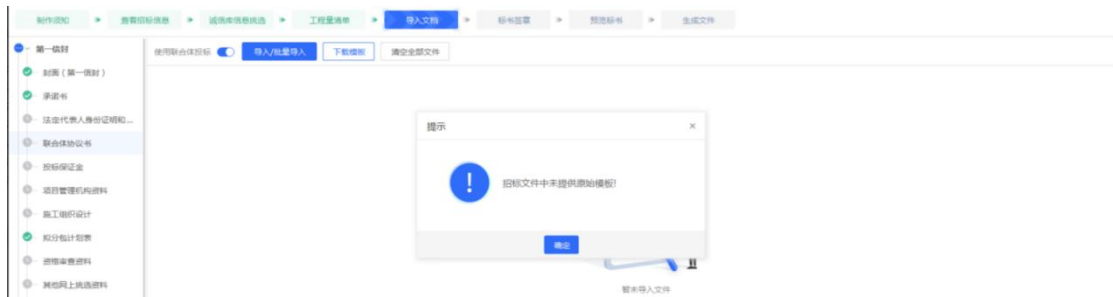 制作须知 » 查看招标信息 » 诚信库信息挑选 » 工程量清单 » 导入文档 » 标书签章 » 预览标书 » 生成文件
第一信封
使用联合体投标 导入/批量导入 下载模板 清空全部文件
封面(第一信封)
承诺书
法定代表人身份证明和...
联合体协议书
投标保证金
项目管理机构资料
施工组织设计
拟分包计划表
资格审查资料
其他网上挑选资料
提示 ×
招标文件中未提供原始模板!
确定
暂未导入文件